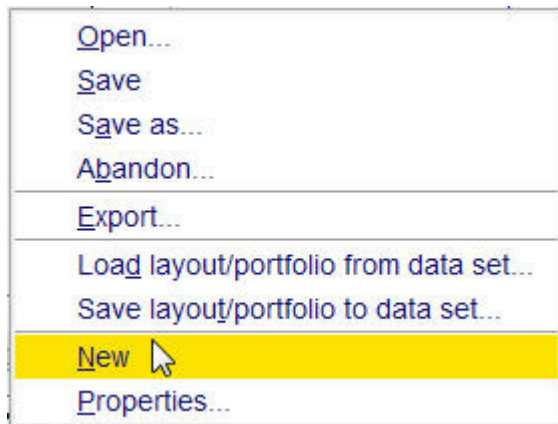 Open...
Save
Save as...
Abandon...
Export...
Load layout/portfolio from data set...
Save layout/portfolio to data set...
New
Properties...